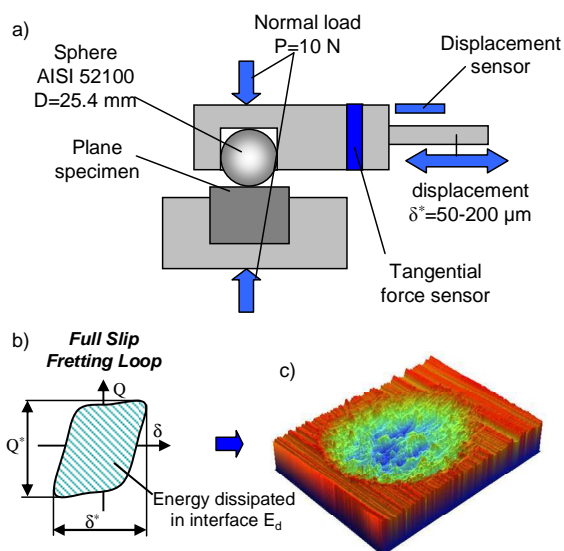 a)
Normal load
P=10 N
Sphere
AISI 52100
D=25.4 mm
Displacement
sensor
Plane
specimen
displacement
δ*=50-200 µm
Tangential
force sensor
b)
Full Slip
Fretting Loop
Q
δ
Q*
δ*
Energy dissipated
in interface Ed
c)